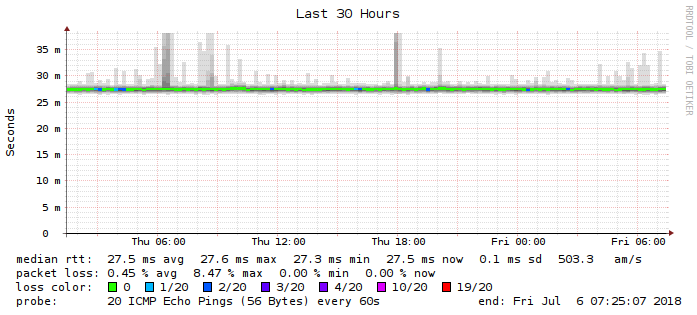 Last 30 Hours
RRDTOOL / TOBI OETIKER
Seconds
35 m
30 m
25 m
20 m
15 m
10 m
5 m
0
Thu 06:00 Thu 12:00 Thu 18:00 Fri 00:00 Fri 06:00
median rtt: 27.5 ms avg 27.6 ms max 27.3 ms min 27.5 ms now 0.1 ms sd 503.3 am/s
packet loss: 0.45 % avg 8.47 % max 0.00 % min 0.00 % now
loss color: 0 1/20 2/20 3/20 4/20 10/20 19/20
probe: 20 ICMP Echo Pings (56 Bytes) every 60s end: Fri Jul 6 07:25:07 2018